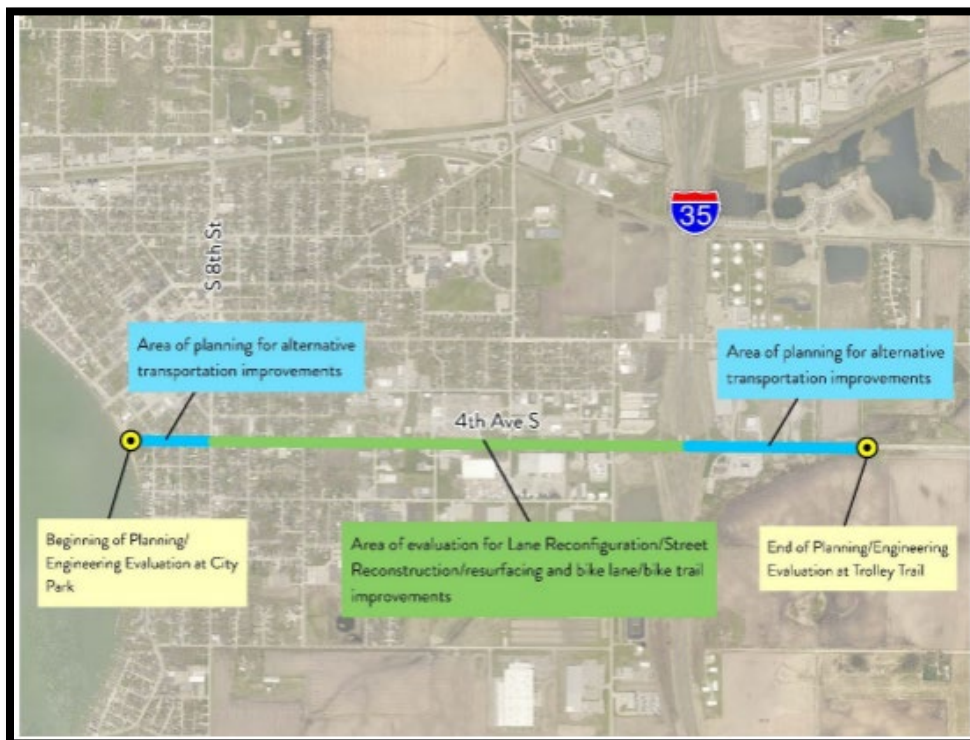 35
S 8th St
Area of planning for alternative
transportation improvements
Area of planning for alternative
transportation improvements
4th Ave S
Beginning of Planning/
Engineering Evaluation at City
Park
Area of evaluation for Lane Reconfiguration/Street
Reconstruction/resurfacing and bike lane/bike trail
improvements
End of Planning/Engineering
Evaluation at Trolley Trail